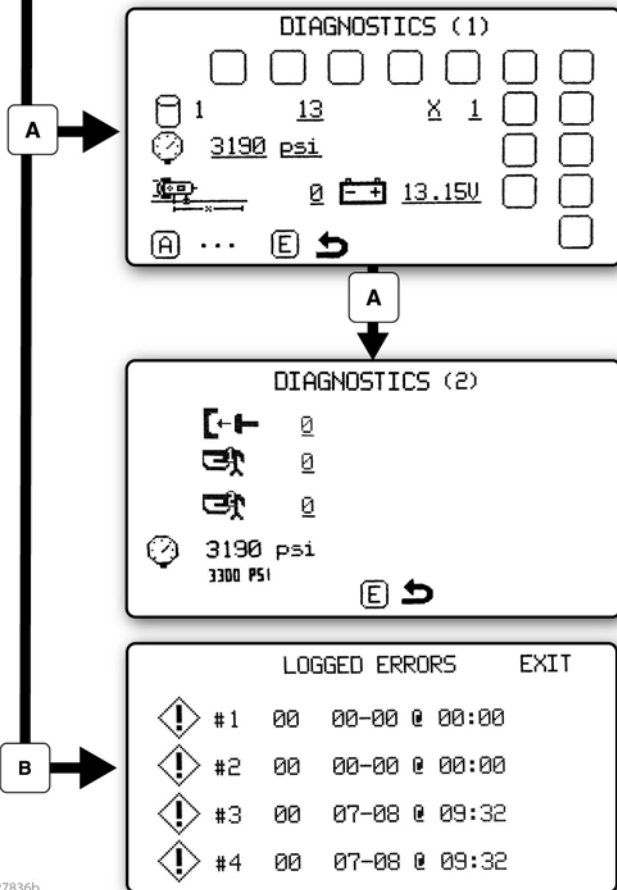 DIAGNOSTICS (1)
1 13 X 1
A
3190 psi
0 - + 13.15V
A ... E
A
DIAGNOSTICS (2)
0
0
0
3190 psi
3300 PSI
E
LOGGED ERRORS EXIT
! #1 00 00-00 @ 00:00
! #2 00 00-00 @ 00:00
B
! #3 00 07-08 @ 09:32
! #4 00 07-08 @ 09:32